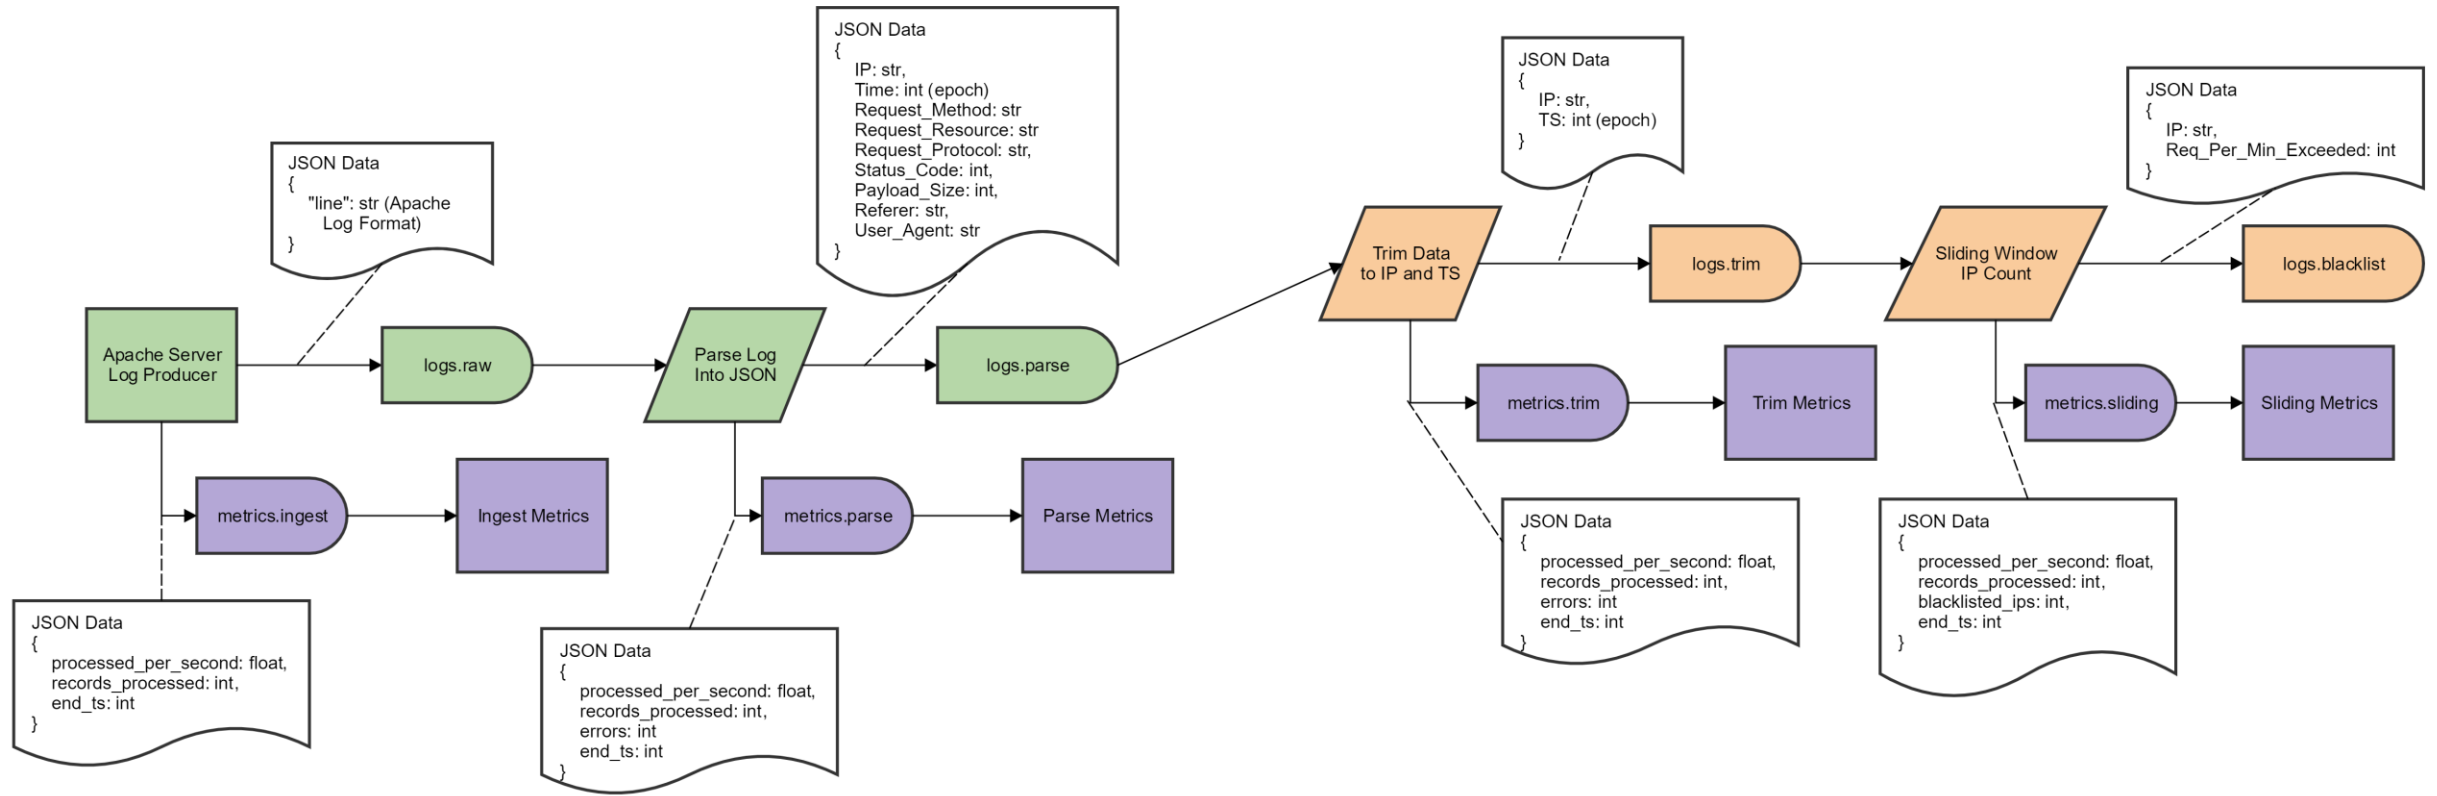 JSON Data
{
"line": str (Apache
Log Format)
}
JSON Data
{
IP: str,
Time: int (epoch)
Request_Method: str
Request_Resource: str
Request_Protocol: str,
Status_Code: int,
Payload_Size: int,
Referer: str,
User_Agent: str
}
JSON Data
{
IP: str,
TS: int (epoch)
}
JSON Data
{
IP: str,
Req_Per_Min_Exceeded: int
}
Apache Server
Log Producer
logs.raw
Parse Log
Into JSON
logs.parse
Trim Data
to IP and TS
logs.trim
Sliding Window
IP Count
logs.blacklist
metrics.ingest
Ingest Metrics
metrics.parse
Parse Metrics
metrics.trim
Trim Metrics
metrics.sliding
Sliding Metrics
JSON Data
{
processed_per_second: float,
records_processed: int,
end_ts: int
}
JSON Data
{
processed_per_second: float,
records_processed: int,
errors: int
end_ts: int
}
JSON Data
{
processed_per_second: float,
records_processed: int,
errors: int
end_ts: int
}
JSON Data
{
processed_per_second: float,
records_processed: int,
blacklisted_ips: int,
end_ts: int
}